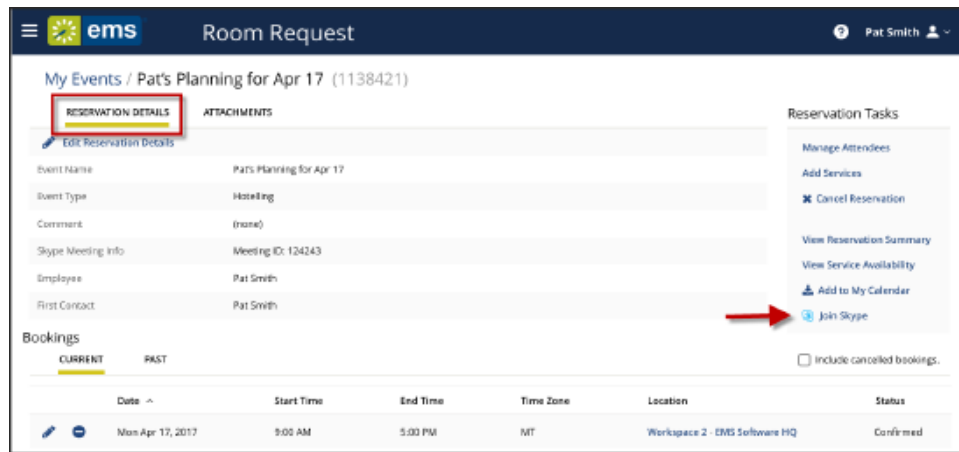 ems Room Request ? Pat Smith
My Events / Pat's Planning for Apr 17 (1138421)
RESERVATION DETAILS ATTACHMENTS
Edit Reservation Details
Event Name Pat's Planning for Apr 17
Event Type Hotelling
Comment (none)
Skype Meeting Info Meeting ID: 124243
Employee Pat Smith
First Contact Pat Smith
Reservation Tasks
Manage Attendees
Add Services
Cancel Reservation
View Reservation Summary
View Service Availability
Add to My Calendar
Join Skype
Bookings
CURRENT PAST
Include cancelled bookings.
Date Start Time End Time Time Zone Location Status
Mon Apr 17, 2017 9:00 AM 5:00 PM MT Workspace 2 - EMS Software HQ Confirmed